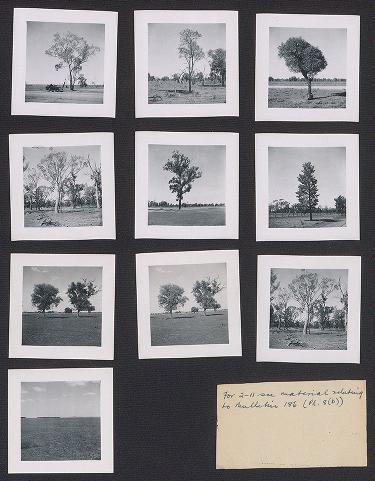 For 2-11 see material relating
to Bulletin 186 (Pl. 8(b))